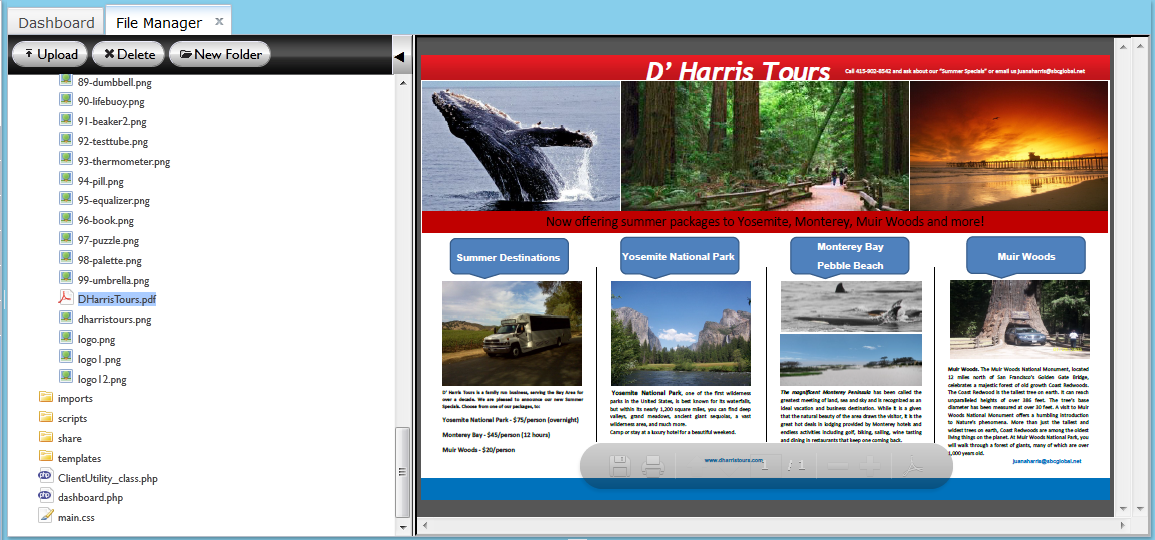 Dashboard
File Manager x
Upload
Delete
New Folder
89-dumbbell.png
90-lifebuoy.png
91-beaker2.png
92-testtube.png
93-thermometer.png
94-pill.png
95-equalizer.png
96-book.png
97-puzzle.png
98-palette.png
99-umbrella.png
DHarrisTours.pdf
dharristours.png
logo.png
logo1.png
logo12.png
imports
scripts
share
templates
php ClientUtility_class.php
php dashboard.php
main.css
D' Harris Tours
Call 415-902-8542 and ask about our "Summer Specials" or email us juanaharris@sbcglobal.net
Now offering summer packages to Yosemite, Monterey, Muir Woods and more!
Summer Destinations
D' Harris Tours is a family run business, serving the Bay Area for
over a decade. We are pleased to announce our new Summer
Specials. Choose from one of our packages, to:
Yosemite National Park - $75/person (overnight)
Monterey Bay - $45/person (12 hours)
Muir Woods - $20/person
Yosemite National Park
Yosemite National Park, one of the first wilderness
parks in the United States, is best known for its waterfalls,
but within its nearly 1,200 square miles, you can find deep
valleys, grand meadows, ancient giant sequoias, a vast
wilderness area, and much more.
Camp or stay at a luxury hotel for a beautiful weekend.
Monterey Bay
Pebble Beach
The magnificent Monterey Peninsula has been called the
greatest meeting of land, sea and sky and it is recognized as an
ideal vacation and business destination. While it is a given
that the natural beauty of the area draws the visitor, it is the
great hot deals in lodging provided by Monterey hotels and
endless activities including golf, biking, sailing, wine tasting
and dining in restaurants that keep one coming back.
Muir Woods
Muir Woods. The Muir Woods National Monument, located
12 miles north of San Francisco's Golden Gate Bridge,
celebrates a majestic forest of old growth Coast Redwoods.
The Coast Redwood is the tallest tree on earth. It can reach
unparalleled heights of over 386 feet. The tree's base
diameter has been measured at over 30 feet. A visit to Muir
Woods National Monument offers a humbling introduction
to Nature's phenomena. More than just the tallest and
widest trees on earth, Coast Redwoods are among the oldest
living things on the planet. At Muir Woods National Park, you
will walk through a forest of giants, many of which are over
1,000 years old.
www.dharristours.com
1 / 1
juanaharris@sbcglobal.net